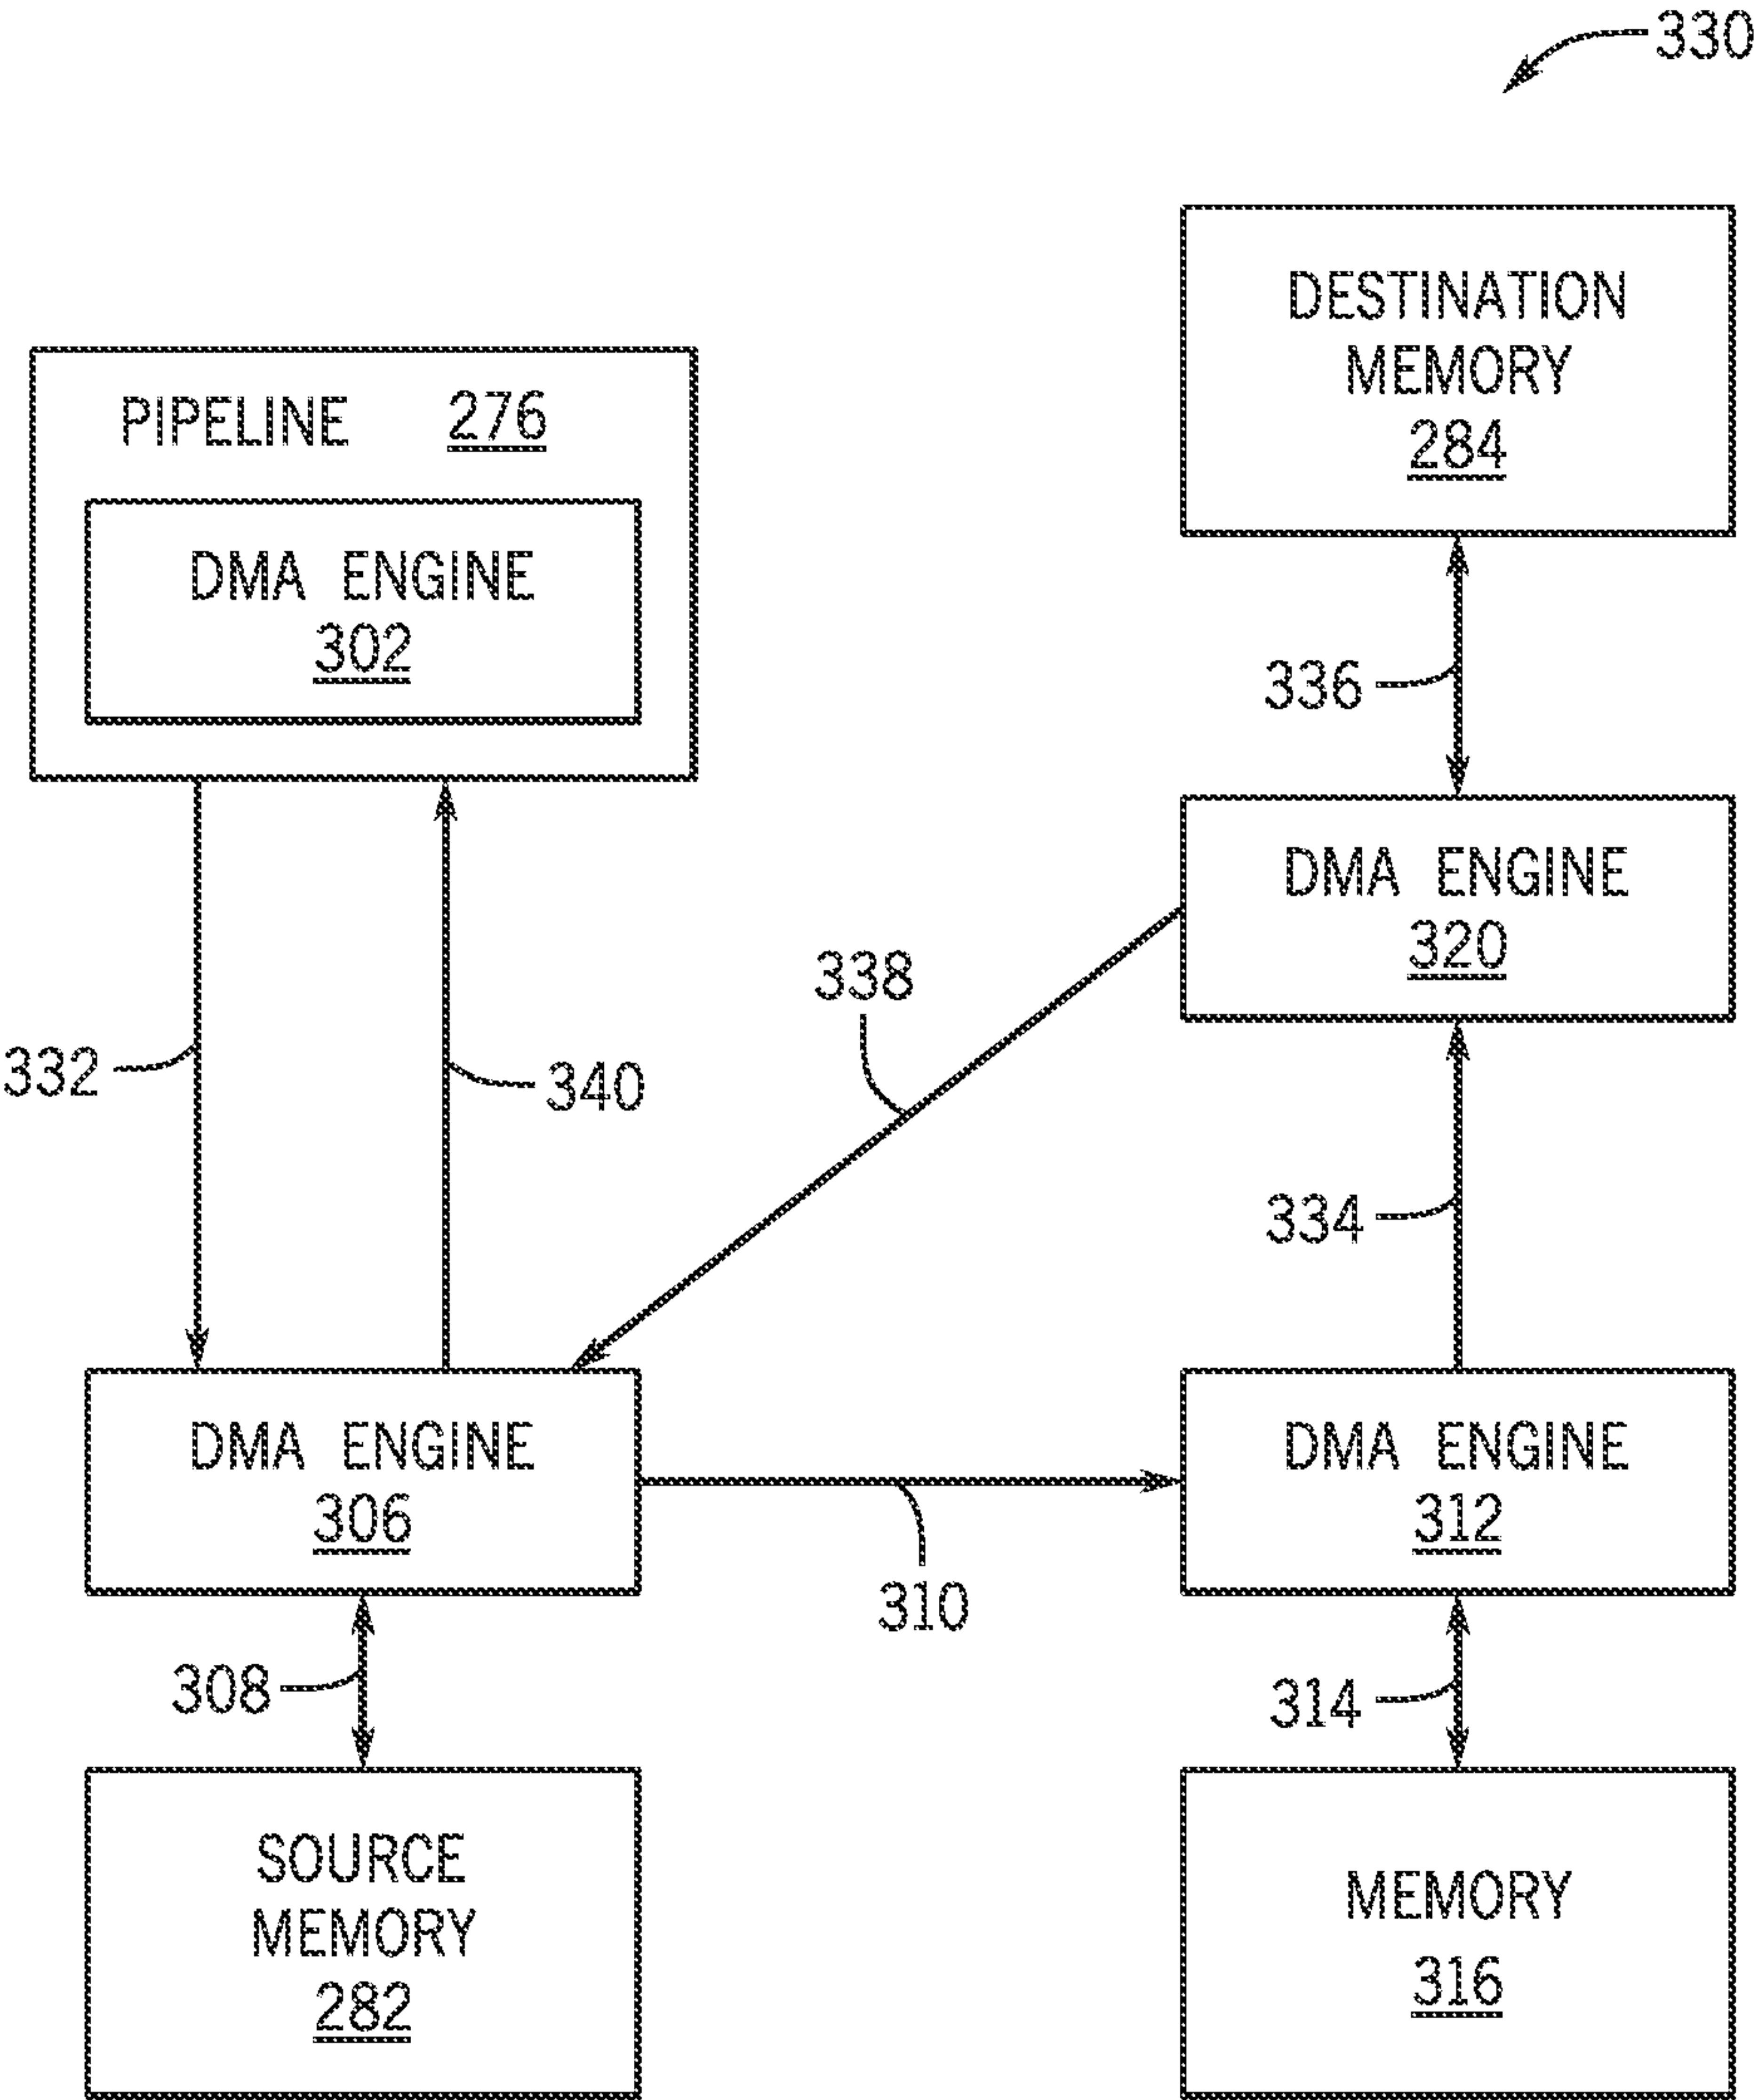 330
DESTINATION
MEMORY
284
PIPELINE 276
DMA ENGINE
302
336
DMA ENGINE
320
338
332
340
334
DMA ENGINE
306
DMA ENGINE
312
310
308
314
SOURCE
MEMORY
282
MEMORY
316